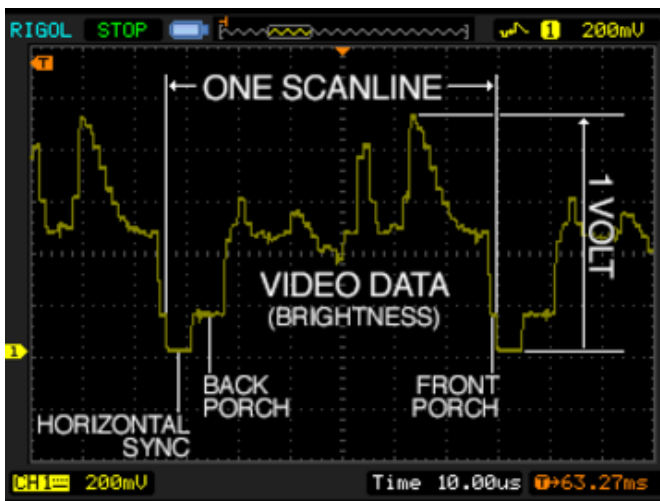 RIGOL STOP T 1 200mV
T
ONE SCANLINE
1 VOLT
VIDEO DATA
(BRIGHTNESS)
1
BACK
PORCH
FRONT
PORCH
HORIZONTAL
SYNC
CH1 200mV Time 10.00us T→63.27ms